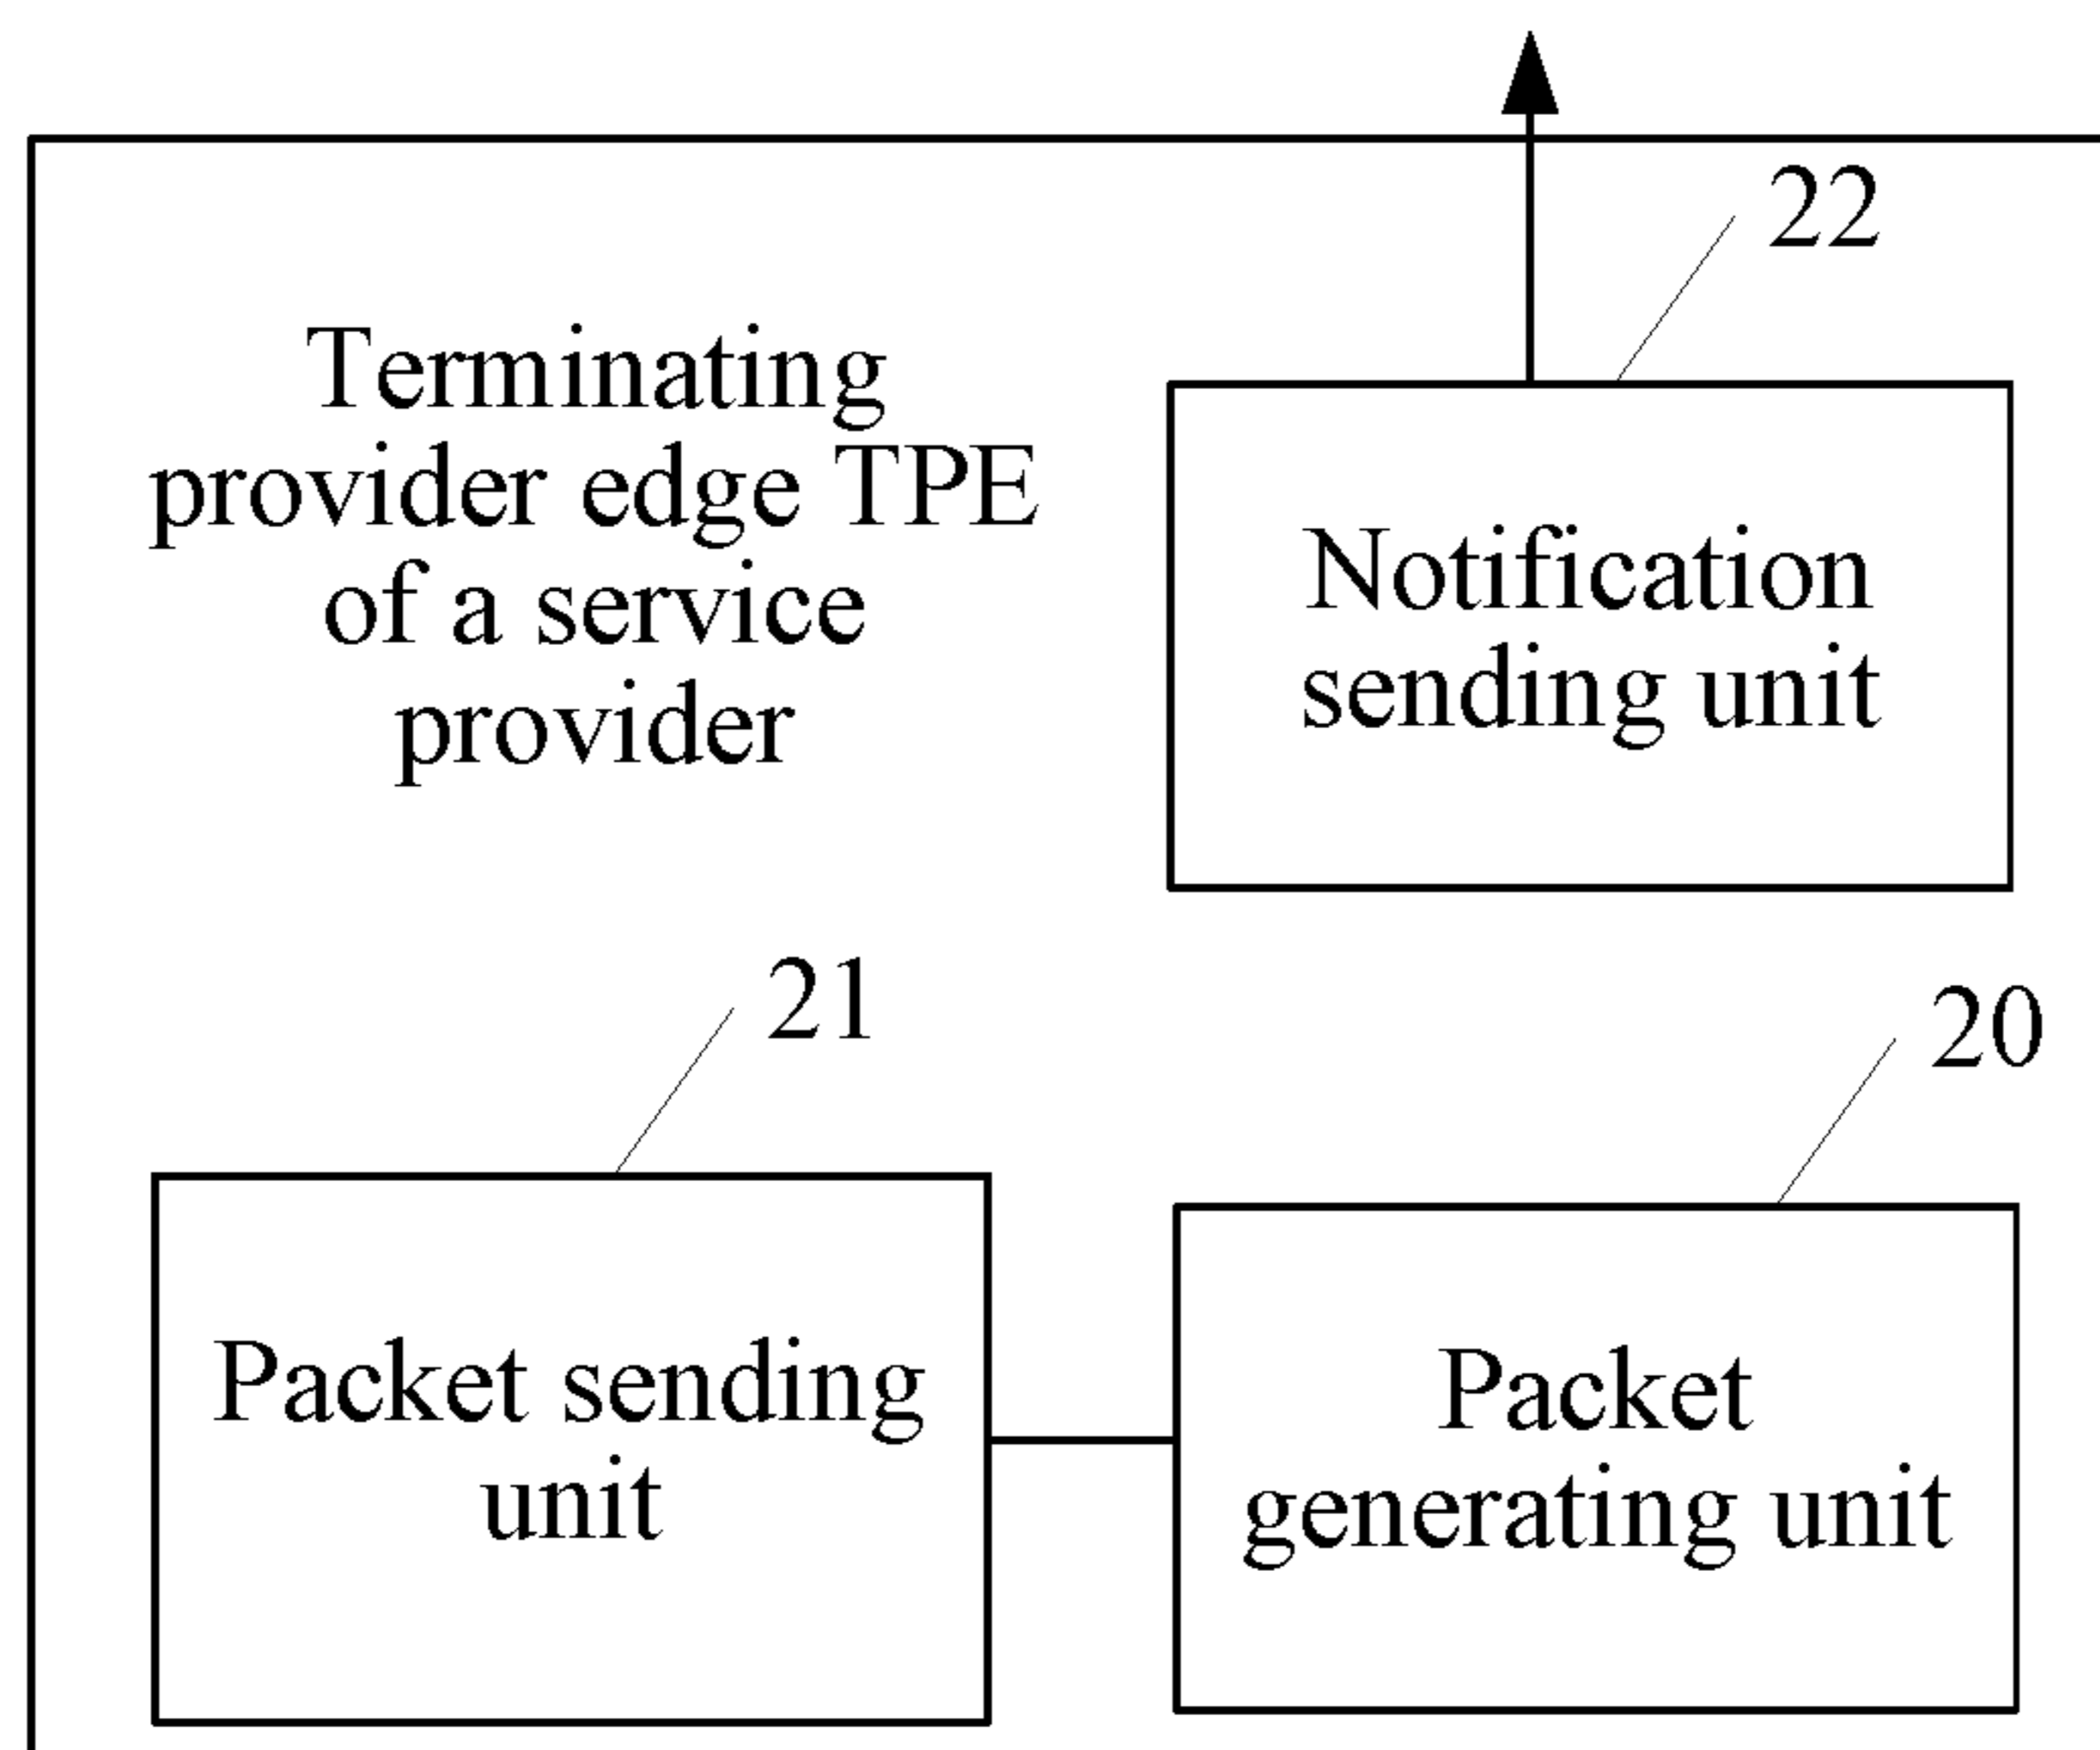 22
Terminating
provider edge TPE
of a service
provider
Notification
sending unit
21
20
Packet sending
unit
Packet
generating unit